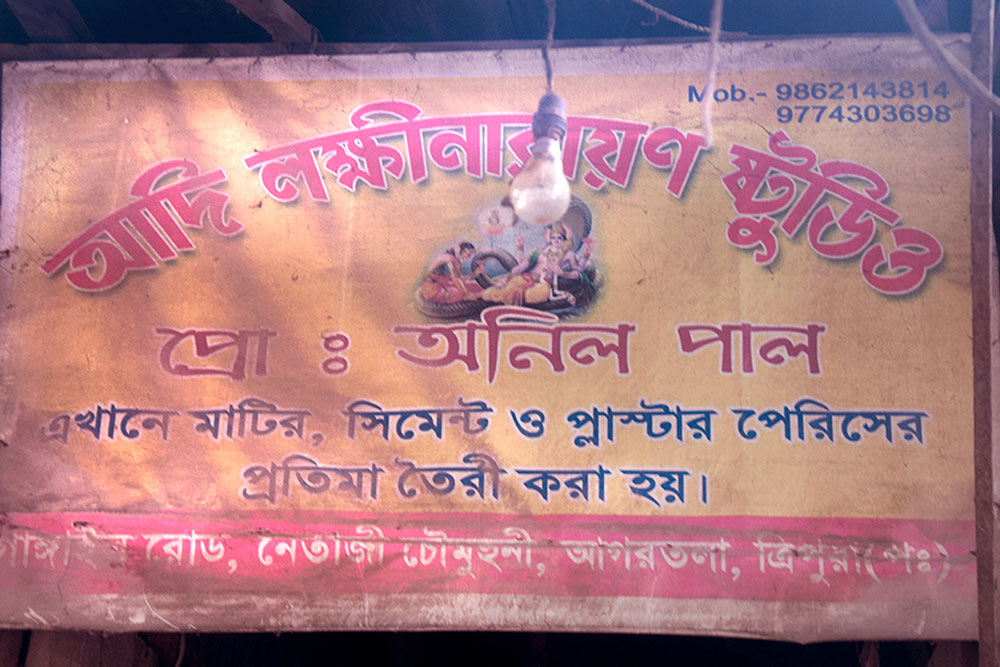 Mob.- 9862143814
9774303698
আদি লক্ষীনারায়ণ ষ্টুডিও
প্রো ঃ অনিল পাল
এখানে মাটির, সিমেন্ট ও প্লাস্টার পেরিসের
প্রতিমা তৈরী করা হয়।
রোড, নেতাজী চৌমুহনী, আগরতলা, ত্রিপুরা(পঃ)